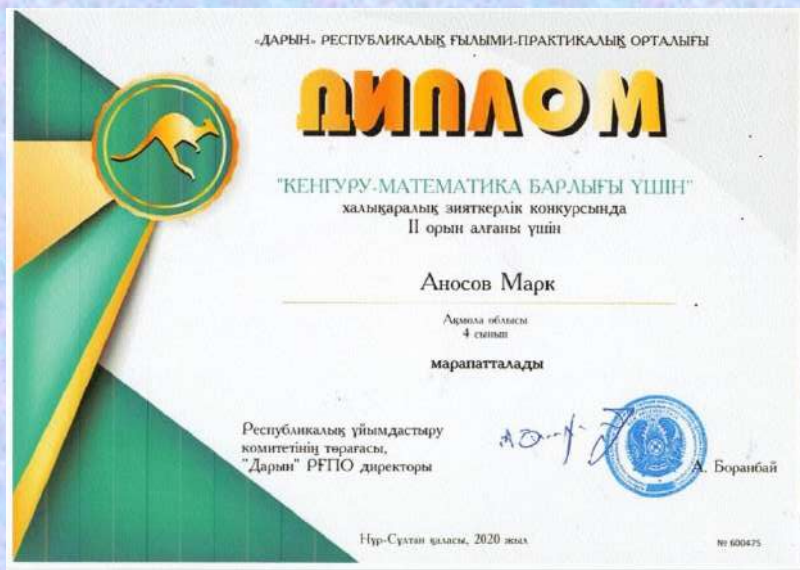 «ДАРЫН» РЕСПУБЛИКАЛЫҚ ҒЫЛЫМИ-ПРАКТИКАЛЫҚ ОРТАЛЫҒЫ
ДИПЛОМ
"КЕНГУРУ-МАТЕМАТИКА БАРЛЫҒЫ ҮШІН"
халықаралық зияткерлік конкурсында
II орын алғаны үшін
Аносов Марк
Ақмола облысы
4 сынып
марапатталады
Республикалық ұйымдастыру
комитетінің төрағасы,
"Дарын" РҒПО директоры
А. Боранбай
Нұр-Сұлтан қаласы, 2020 жыл
№ 600475